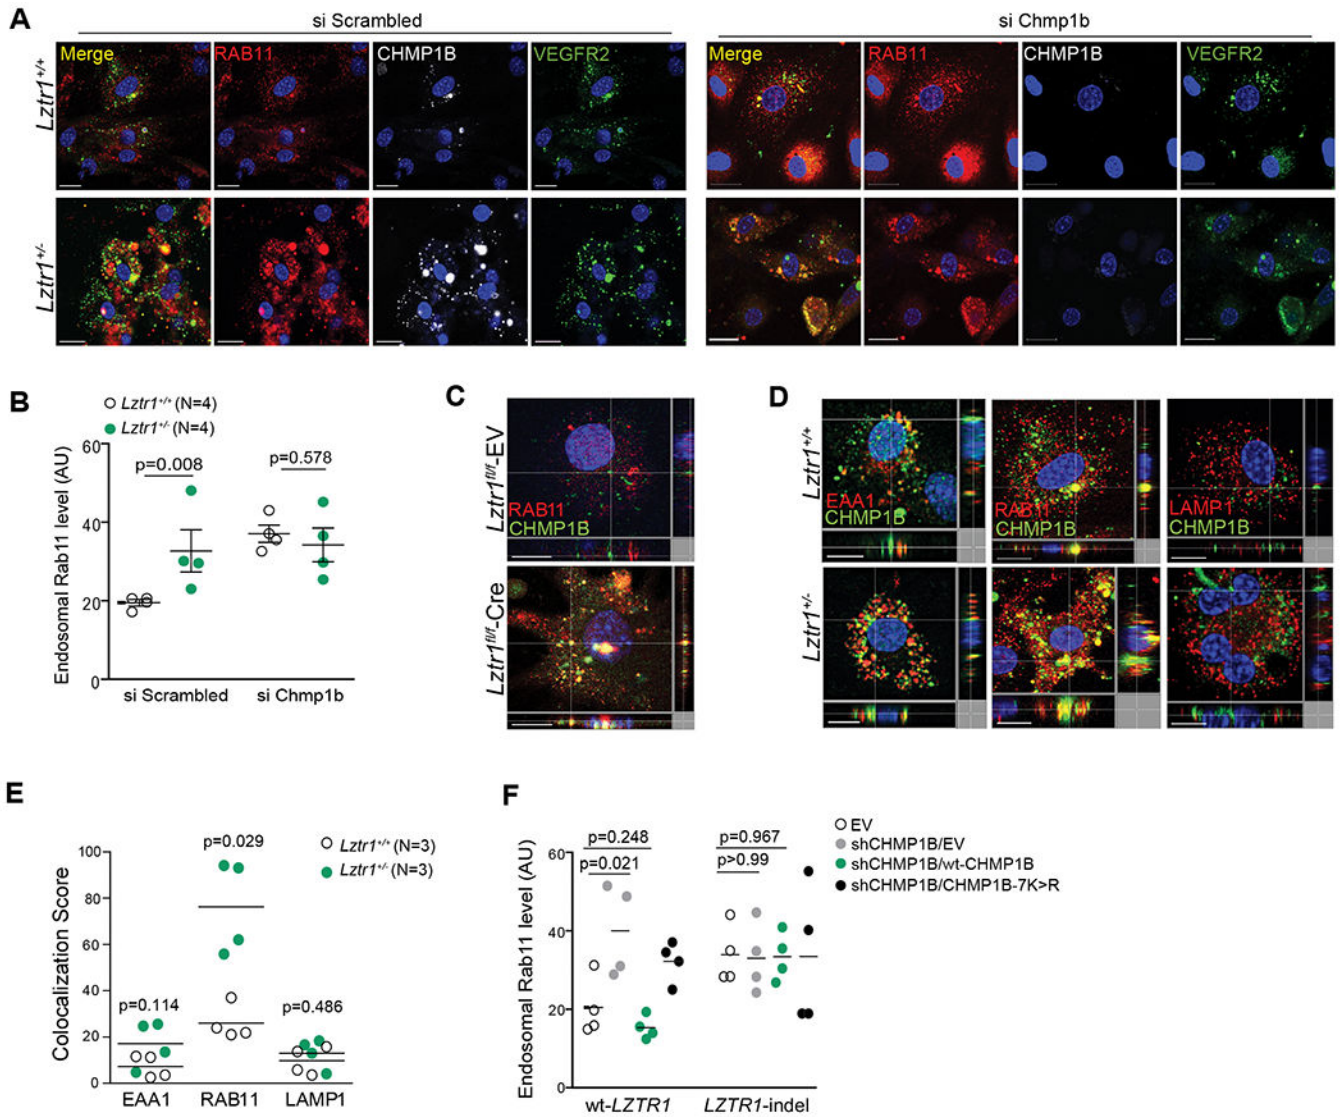 A
si Scrambled
si Chmp1b
Merge RAB11 CHMP1B VEGFR2
Merge RAB11 CHMP1B VEGFR2
Lztr1+/+
Lztr1+/-
B
Lztr1+/+ (N=4)
Lztr1+/- (N=4)
Endosomal Rab11 level (AU)
60
40
20
0
p=0.008
p=0.578
si Scrambled
si Chmp1b
C
Lztr1fl/f-EV
RAB11
CHMP1B
Lztr1fl/f-Cre
D
Lztr1+/+
Lztr1+/-
EAA1
CHMP1B
RAB11
CHMP1B
LAMP1
CHMP1B
E
Colocalization Score
100
80
60
40
20
0
p=0.114
p=0.029
p=0.486
Lztr1+/+ (N=3)
Lztr1+/- (N=3)
EAA1 RAB11 LAMP1
F
Endosomal Rab11 level (AU)
60
40
20
0
p=0.248
p=0.021
p=0.967
p>0.99
EV
shCHMP1B/EV
shCHMP1B/wt-CHMP1B
shCHMP1B/CHMP1B-7K>R
wt-LZTR1
LZTR1-indel